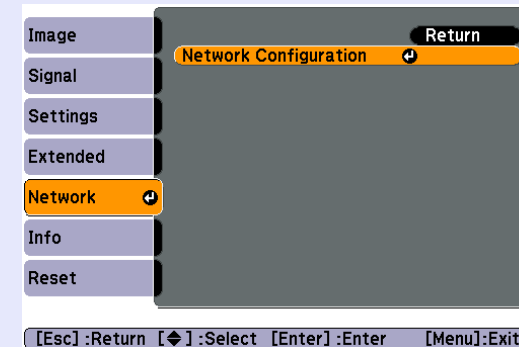 Image
Signal
Settings
Extended
Network
Info
Reset
Return
Network Configuration
[Esc] :Return [◆] :Select [Enter] :Enter [Menu]:Exit